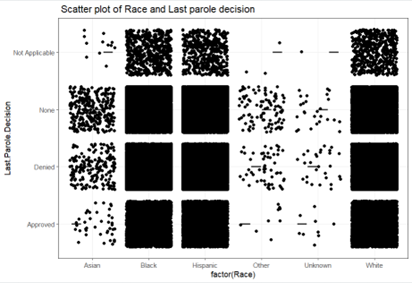 Scatter plot of Race and Last parole decision
Last Parole Decision
Not Applicable
None
Denied
Approved
Asian Black Hispanic Other Unknown White
factor(Race)